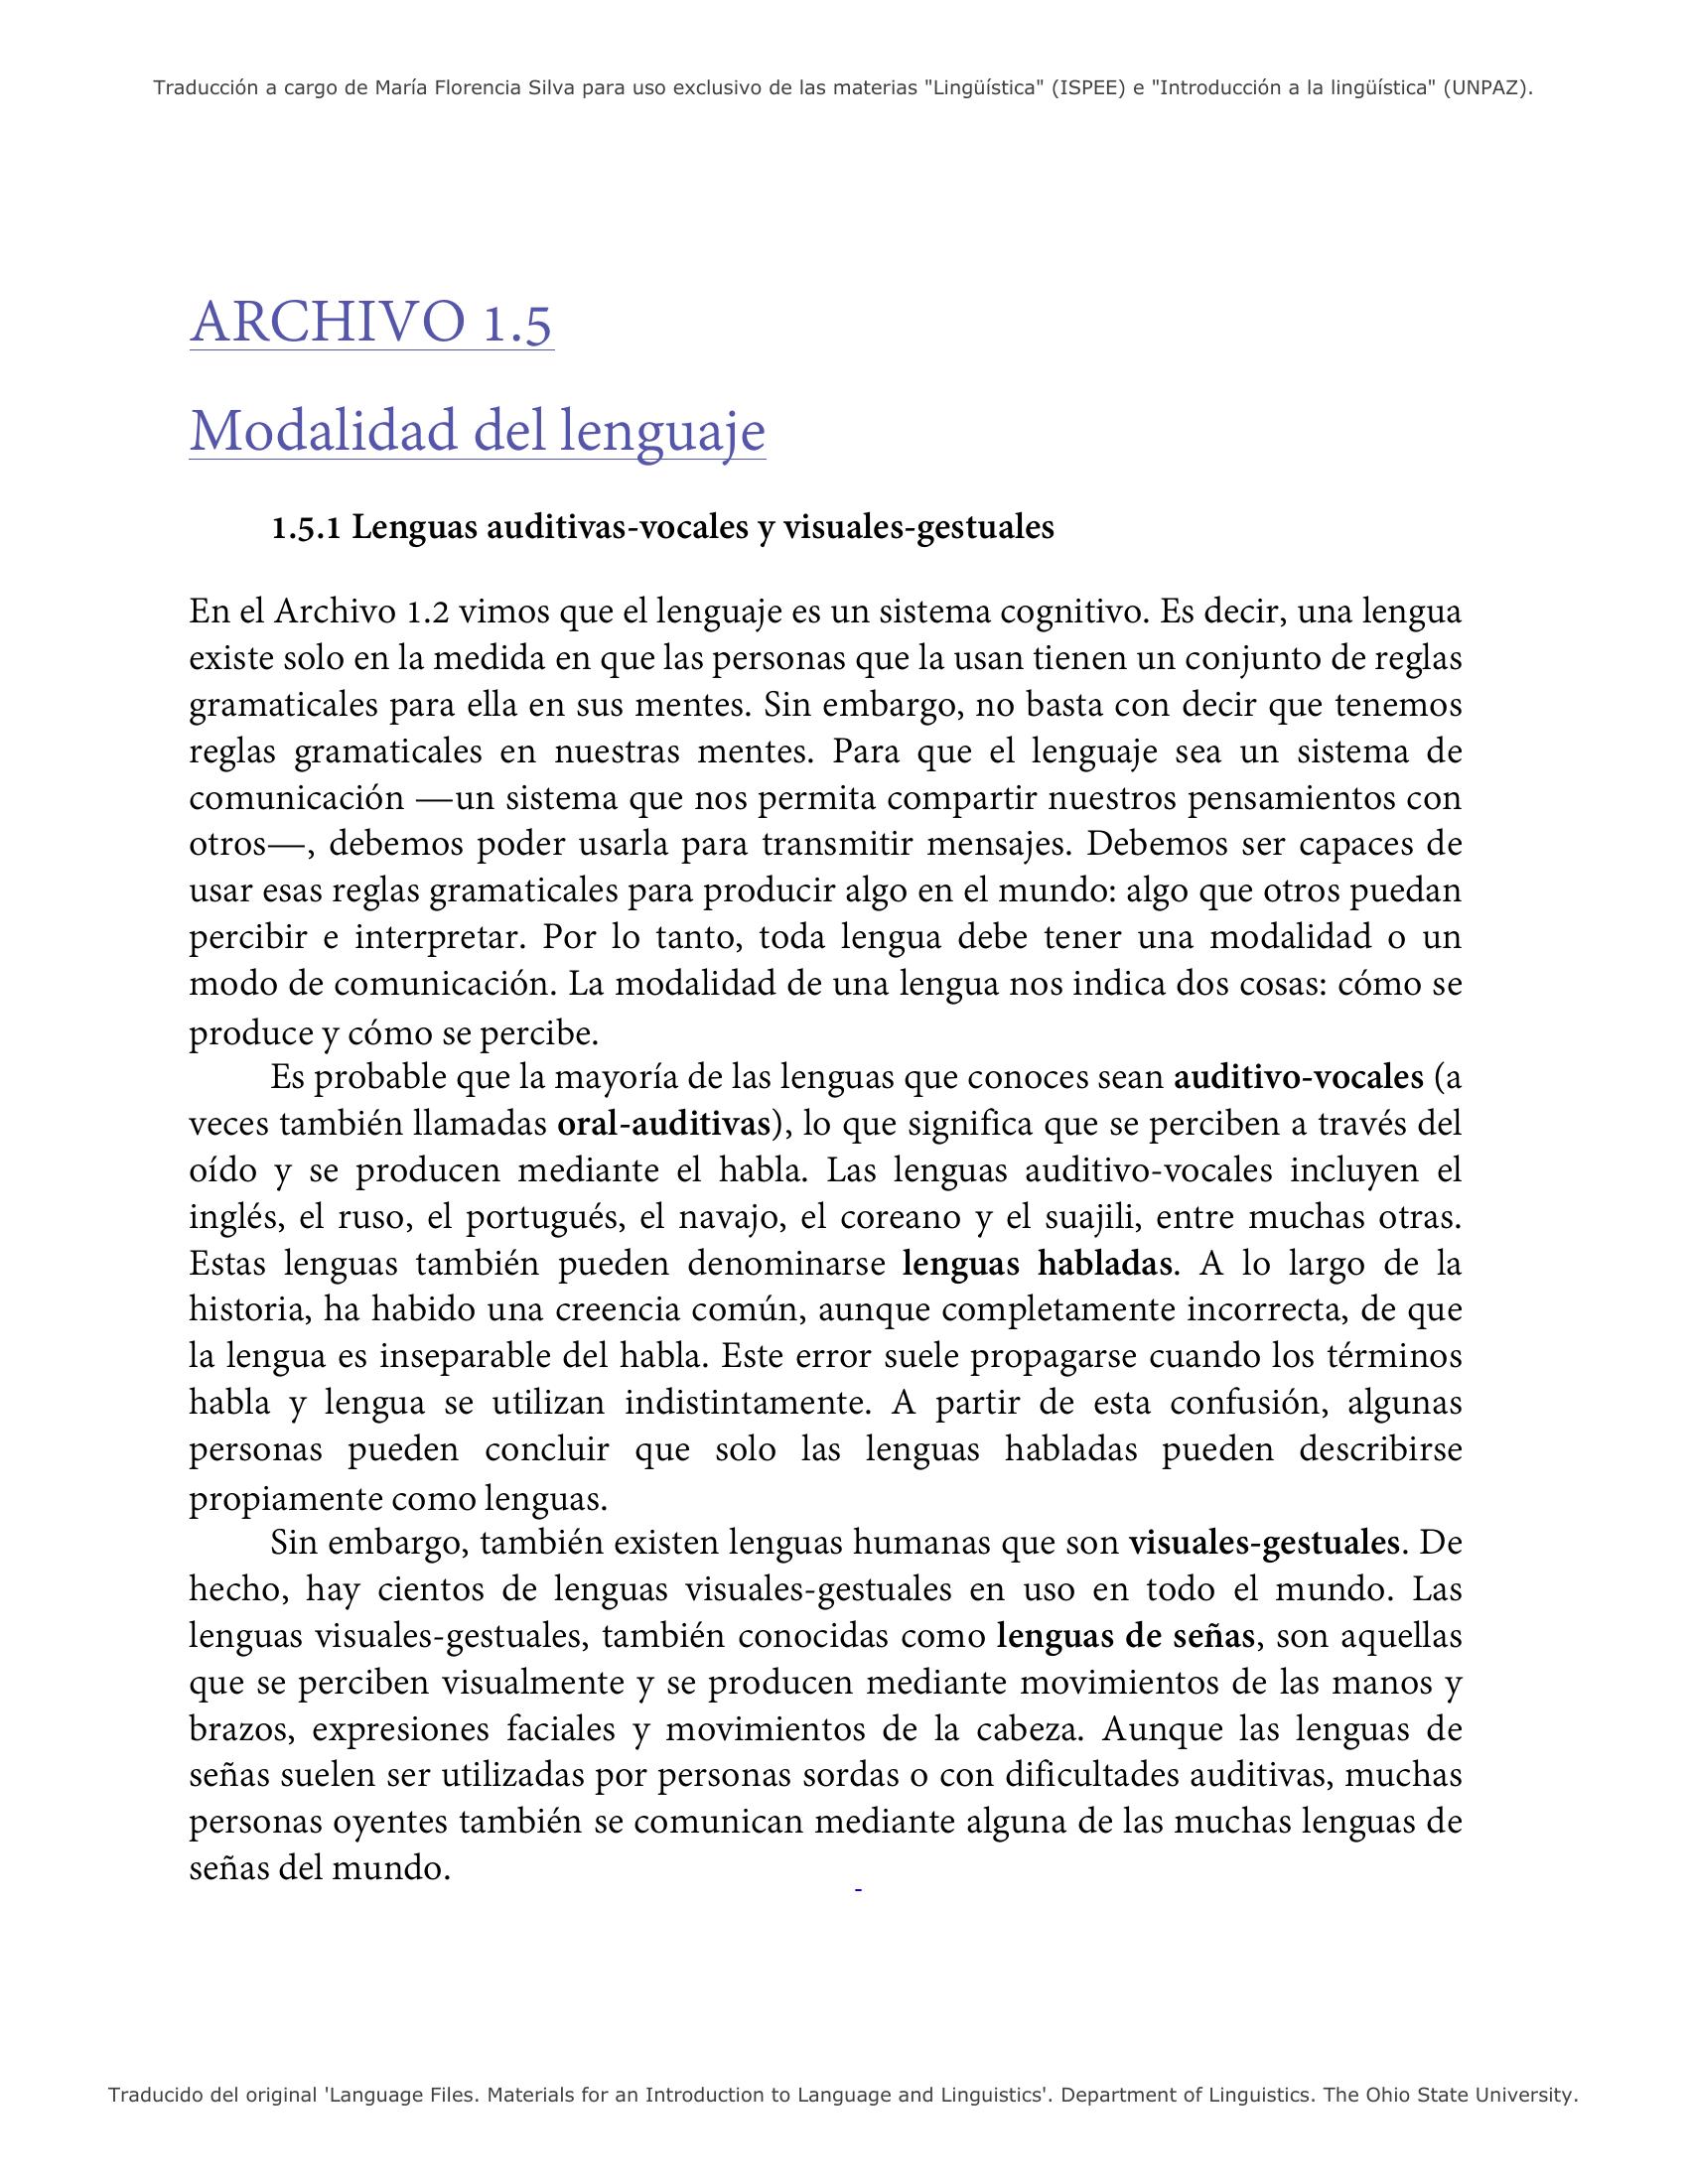 Traducción a cargo de María Florencia Silva para uso exclusivo de las materias "Lingüística" (ISPEE) e "Introducción a la lingüística" (UNPAZ).
ARCHIVO 1.5
Modalidad del lenguaje
1.5.1 Lenguas auditivas-vocales y visuales-gestuales
En el Archivo 1.2 vimos que el lenguaje es un sistema cognitivo. Es decir, una lengua
existe solo en la medida en que las personas que la usan tienen un conjunto de reglas
gramaticales para ella en sus mentes. Sin embargo, no basta con decir que tenemos
reglas gramaticales en nuestras mentes. Para que el lenguaje sea un sistema de
comunicación —un sistema que nos permita compartir nuestros pensamientos con
otros—, debemos poder usarla para transmitir mensajes. Debemos ser capaces de
usar esas reglas gramaticales para producir algo en el mundo: algo que otros puedan
percibir e interpretar. Por lo tanto, toda lengua debe tener una modalidad o un
modo de comunicación. La modalidad de una lengua nos indica dos cosas: cómo se
produce y cómo se percibe.
Es probable que la mayoría de las lenguas que conoces sean auditivo-vocales (a
veces también llamadas oral-auditivas), lo que significa que se perciben a través del
oído y se producen mediante el habla. Las lenguas auditivo-vocales incluyen el
inglés, el ruso, el portugués, el navajo, el coreano y el suajili, entre muchas otras.
Estas lenguas también pueden denominarse lenguas habladas. A lo largo de la
historia, ha habido una creencia común, aunque completamente incorrecta, de que
la lengua es inseparable del habla. Este error suele propagarse cuando los términos
habla y lengua se utilizan indistintamente. A partir de esta confusión, algunas
personas pueden concluir que solo las lenguas habladas pueden describirse
propiamente como lenguas.
Sin embargo, también existen lenguas humanas que son visuales-gestuales. De
hecho, hay cientos de lenguas visuales-gestuales en uso en todo el mundo. Las
lenguas visuales-gestuales, también conocidas como lenguas de señas, son aquellas
que se perciben visualmente y se producen mediante movimientos de las manos y
brazos, expresiones faciales y movimientos de la cabeza. Aunque las lenguas de
señas suelen ser utilizadas por personas sordas o con dificultades auditivas, muchas
personas oyentes también se comunican mediante alguna de las muchas lenguas de
señas del mundo.
-
Traducido del original 'Language Files. Materials for an Introduction to Language and Linguistics'. Department of Linguistics. The Ohio State University.